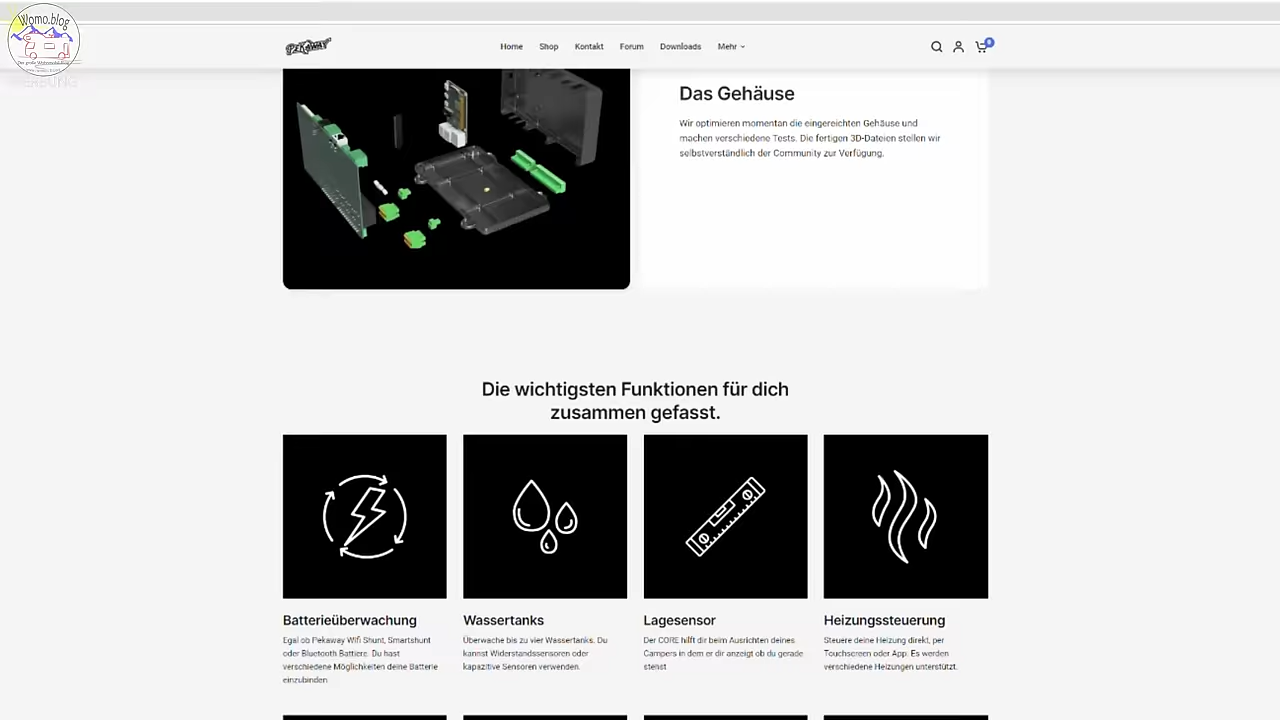 Womo.blog
PEKAWAY
Home
Shop
Kontakt
Forum
Downloads
Mehr
0
Das Gehäuse
Wir optimieren momentan die eingereichten Gehäuse und
machen verschiedene Tests. Die fertigen 3D-Dateien stellen wir
selbstverständlich der Community zur Verfügung.
Die wichtigsten Funktionen für dich
zusammen gefasst.
Batterieüberwachung
Egal ob Pekaway Wifi Shunt, Smartshunt
oder Bluetooth Battiere. Du hast
verschiedene Möglichkeiten deine Batterie
einzubinden
Wassertanks
Überwache bis zu vier Wassertanks. Du
kannst Widerstandssensoren oder
kapazitive Sensoren verwenden.
Lagesensor
Der CORE hilft dir beim Ausrichten deines
Campers in dem er dir anzeigt ob du gerade
stehst
Heizungssteuerung
Steuere deine Heizung direkt, per
Touchscreen oder App. Es werden
verschiedene Heizungen unterstützt.